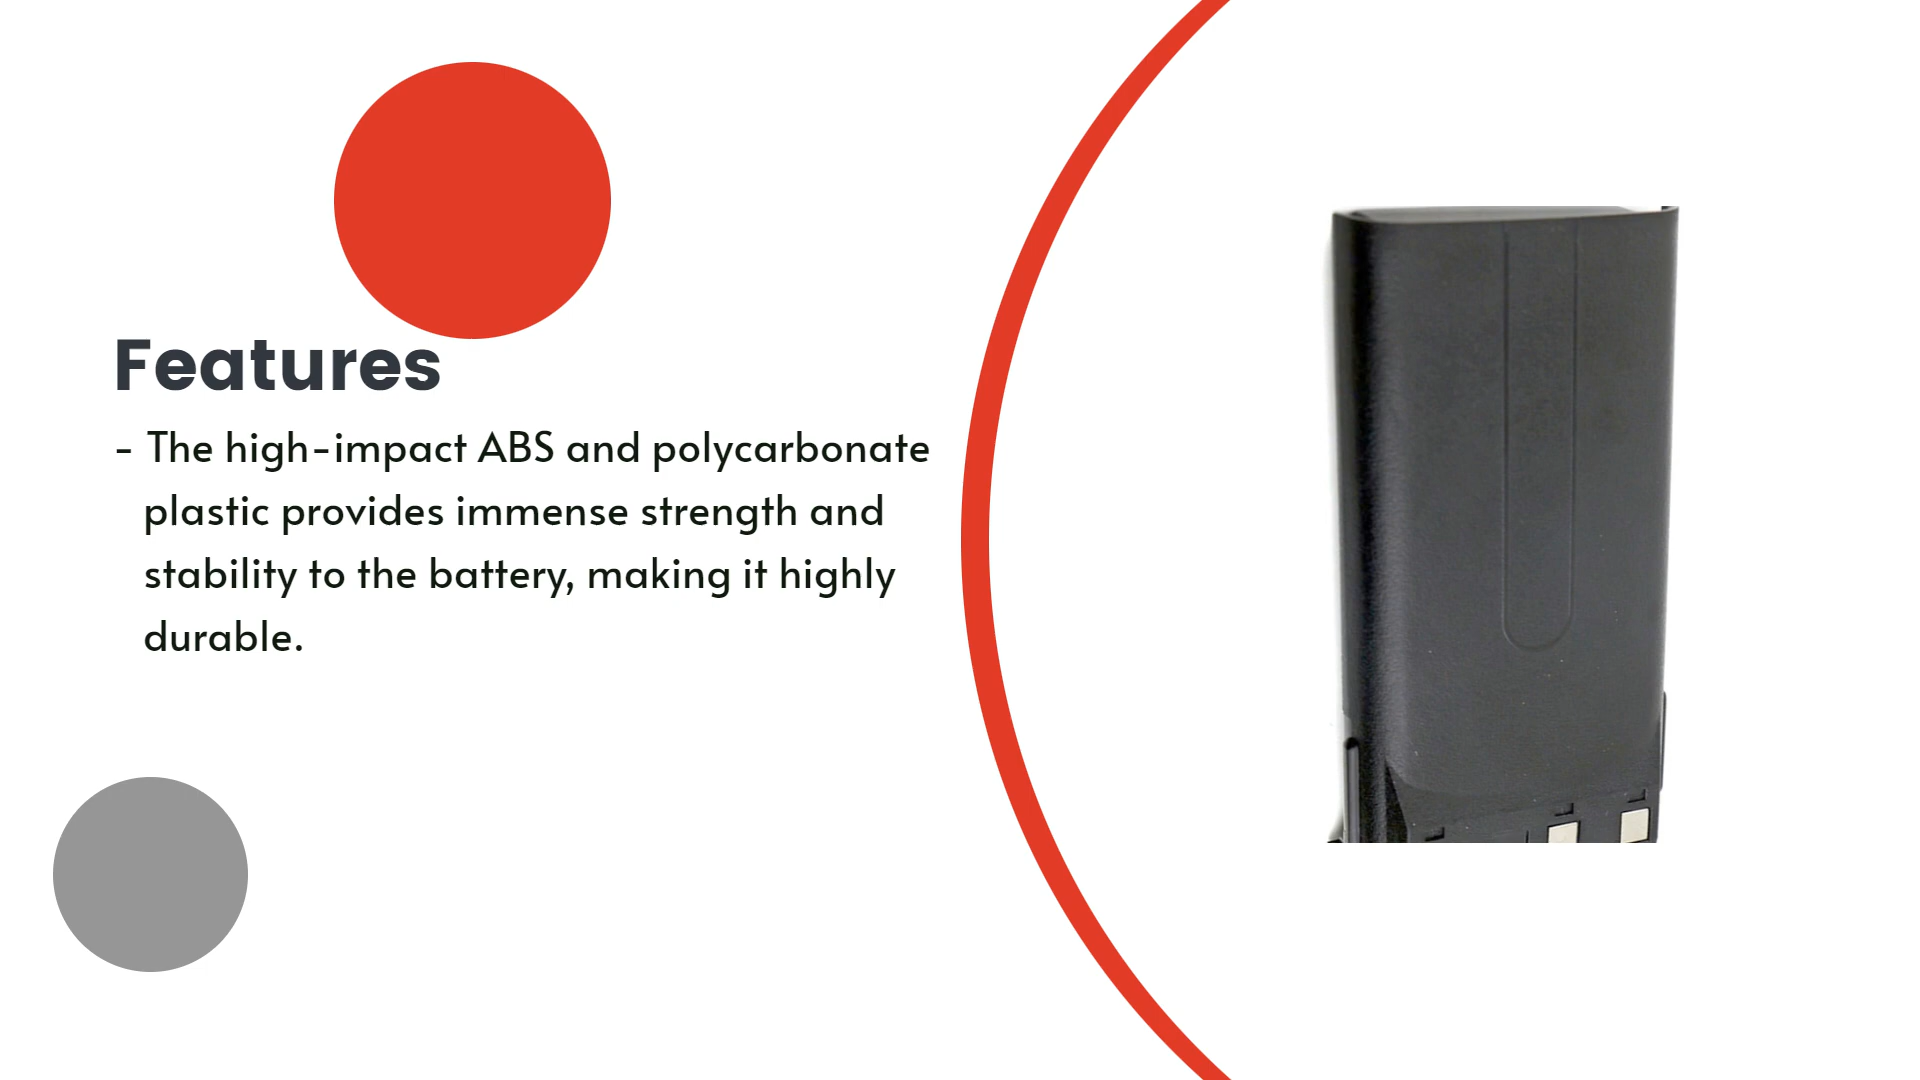 Features
- The high-impact ABS and polycarbonate
plastic provides immense strength and
stability to the battery, making it highly
durable.